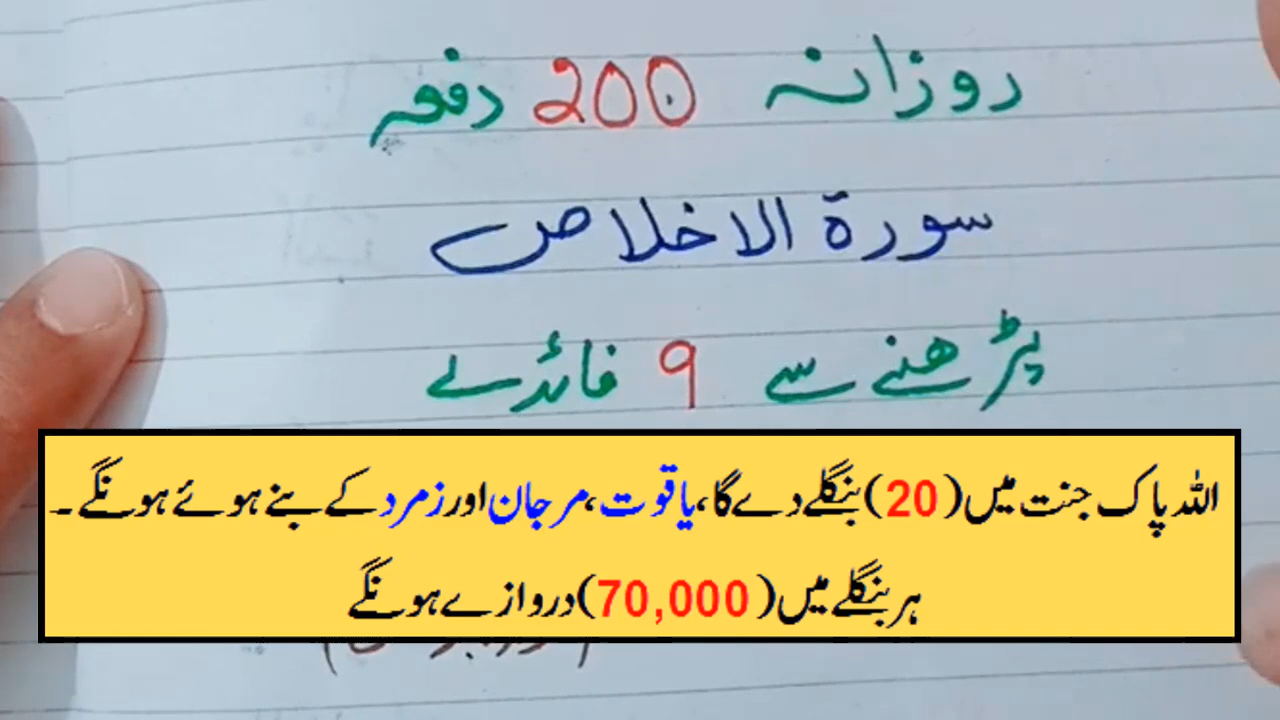 روزانہ 200 دفعہ
سورۃ الاخلاص
پڑھنے سے 9 فائدے
اللہ پاک جنت میں (20) بنگلے دے گا، یاقوت، مرجان اور زمرد کے بنے ہوئے ہونگے۔
ہر بنگلے میں (70,000) دروازے ہونگے